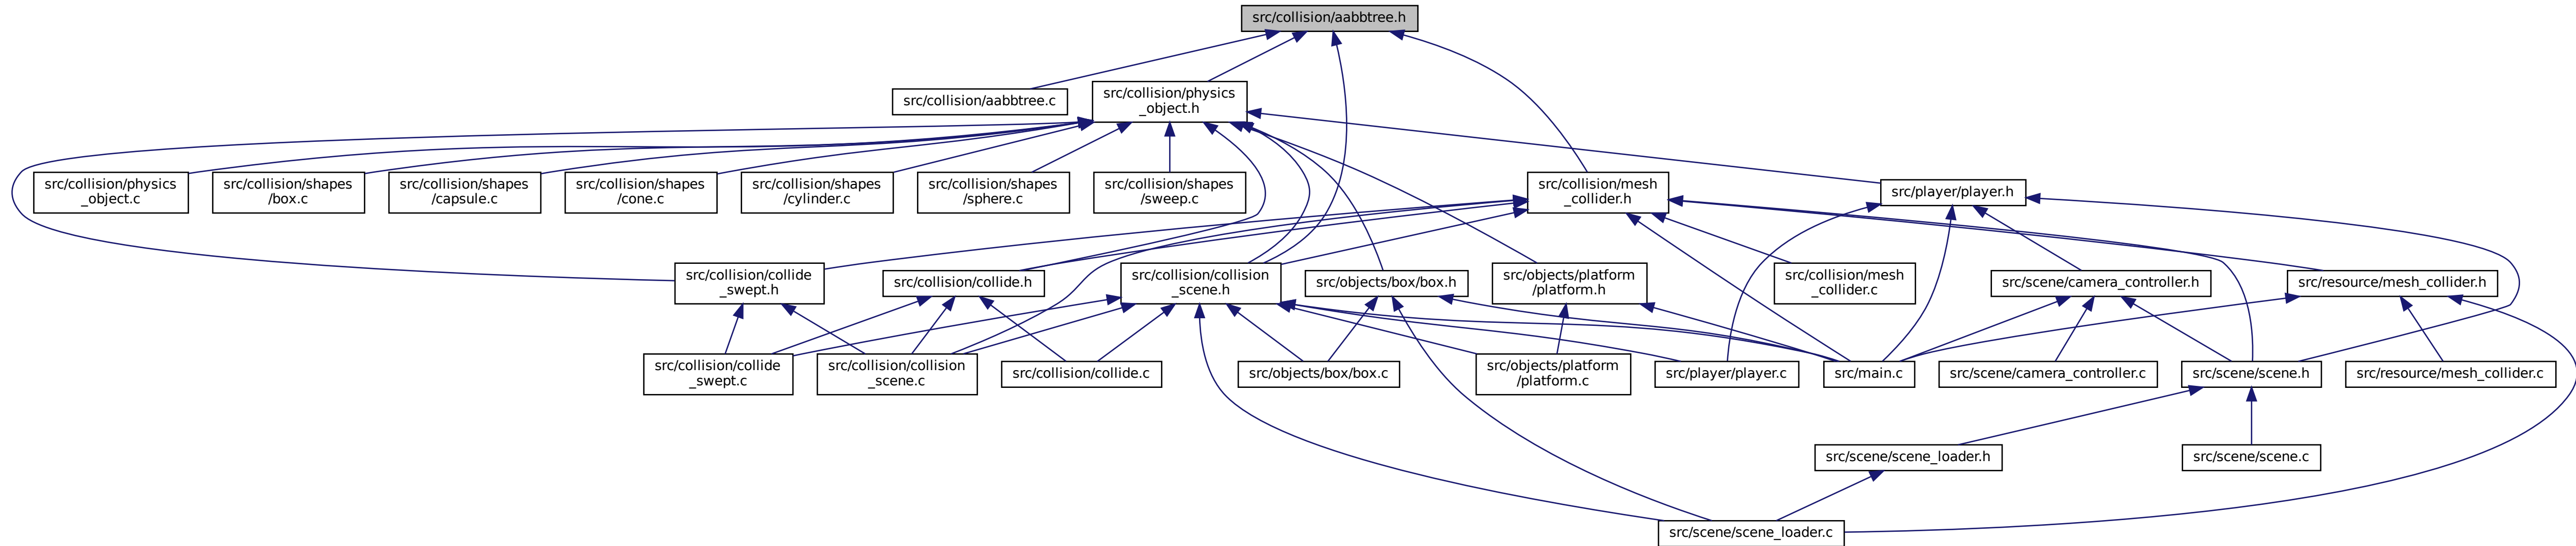 src/collision/aabbtree.h
src/collision/aabbtree.c
src/collision/physics
_object.h
src/collision/physics
_object.c
src/collision/shapes
/box.c
src/collision/shapes
/capsule.c
src/collision/shapes
/cone.c
src/collision/shapes
/cylinder.c
src/collision/shapes
/sphere.c
src/collision/shapes
/sweep.c
src/collision/mesh
_collider.h
src/player/player.h
src/collision/collide
_swept.h
src/collision/collide.h
src/collision/collision
_scene.h
src/objects/box/box.h
src/objects/platform
/platform.h
src/collision/mesh
_collider.c
src/scene/camera_controller.h
src/resource/mesh_collider.h
src/collision/collide
_swept.c
src/collision/collision
_scene.c
src/collision/collide.c
src/objects/box/box.c
src/objects/platform
/platform.c
src/player/player.c
src/main.c
src/scene/camera_controller.c
src/scene/scene.h
src/resource/mesh_collider.c
src/scene/scene_loader.h
src/scene/scene.c
src/scene/scene_loader.c